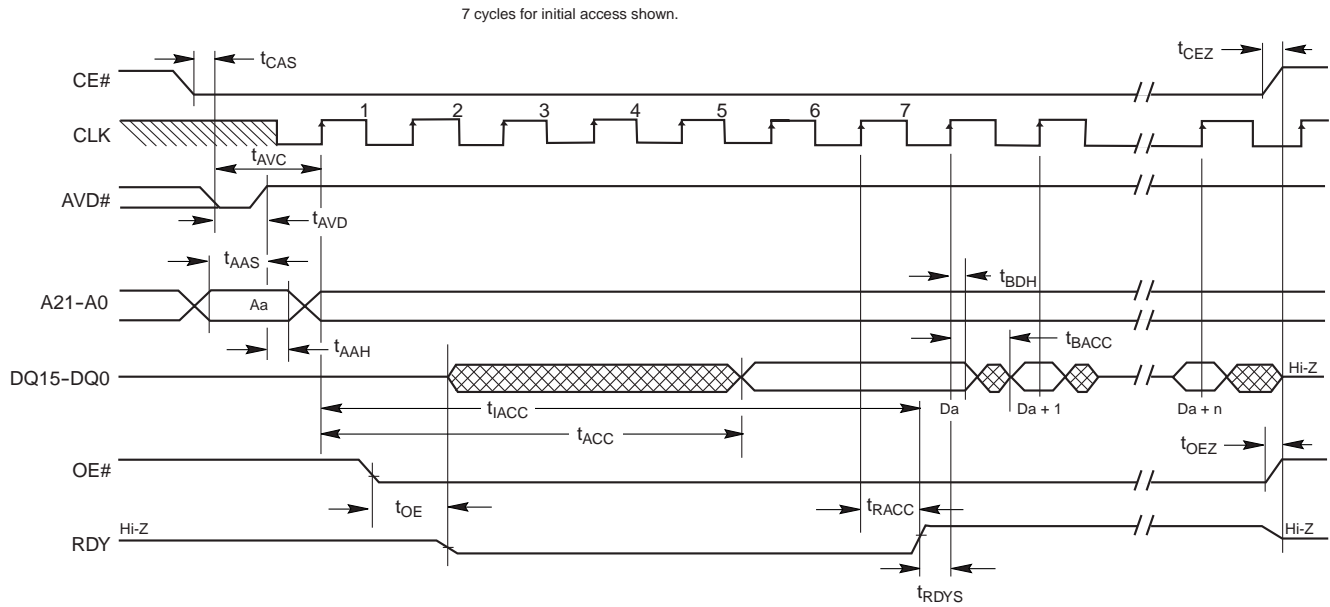 7 cycles for initial access shown.
tCAS
tCEZ
CE#
1 2 3 4 5 6 7
CLK
tAVC
AVD#
tAVD
tAAS
tBDH
A21-A0
Aa
tAAH
tBACC
DQ15-DQ0
Hi-Z
tIACC
Da
Da + 1
Da + n
tACC
tOEZ
OE#
tOE
tRACC
Hi-Z
Hi-Z
RDY
tRDYS